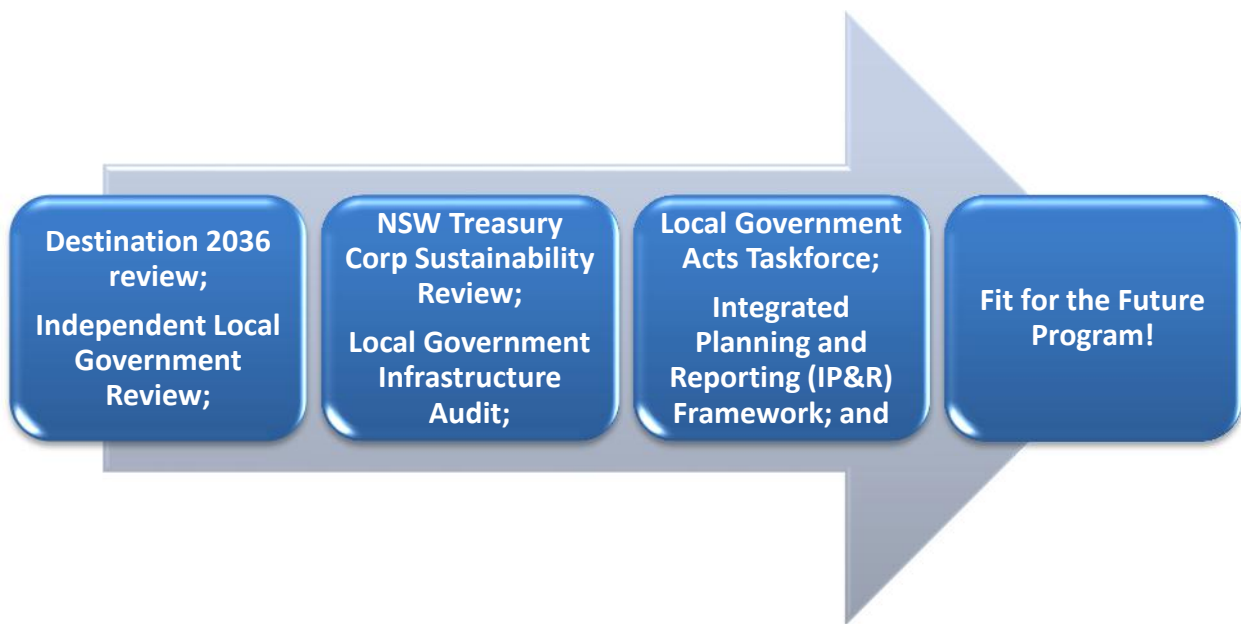 Destination 2036
review;
Independent Local
Government
Review;
NSW Treasury
Corp Sustainability
Review;
Local Government
Infrastructure
Audit;
Local Government
Acts Taskforce;
Integrated
Planning and
Reporting (IP&R)
Framework; and
Fit for the Future
Program!